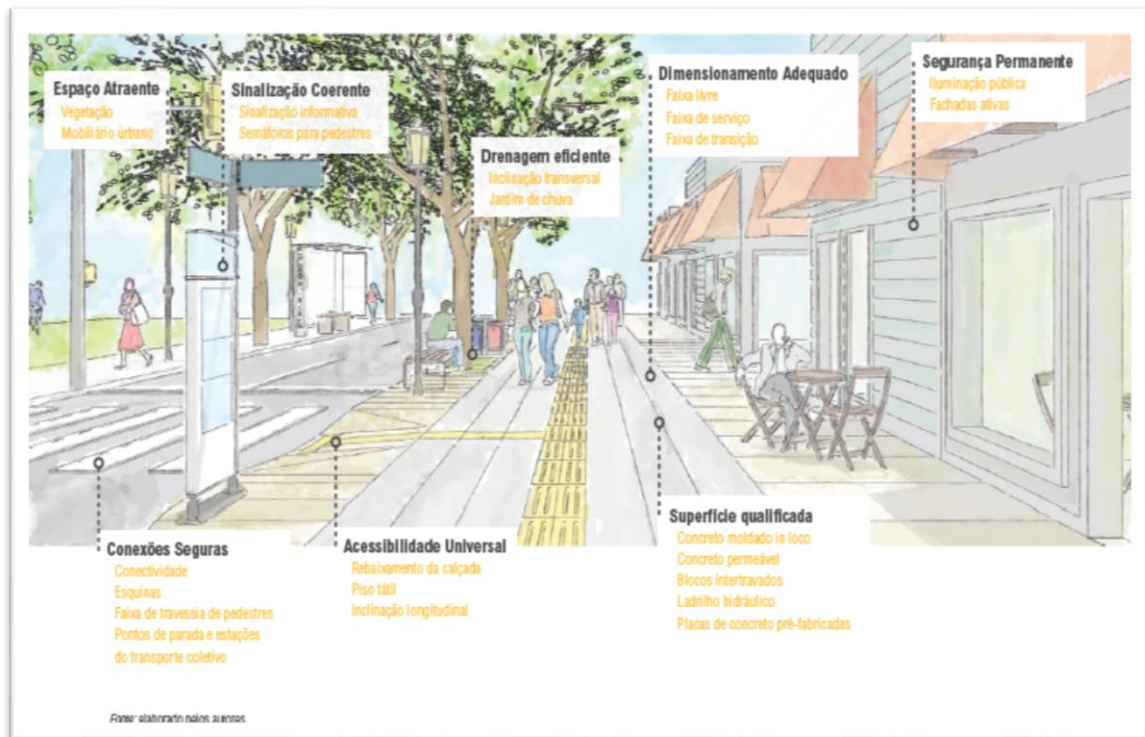 Espaço Atraente
Vegetação
Mobiliário urbano
Sinalização Coerente
Sinalização informativa
Semáforos para pedestres
Drenagem eficiente
Inclinação transversal
Jardim de chuva
Dimensionamento Adequado
Faixa livre
Faixa de serviço
Faixa de transição
Segurança Permanente
Iluminação pública
Fachadas ativas
Conexões Seguras
Conectividade
Esquinas
Faixa de travessia de pedestres
Pontos de parada e estações
do transporte coletivo
Acessibilidade Universal
Rebaixamento da calçada
Piso tátil
Inclinação longitudinal
Superfície qualificada
Concreto moldado in loco
Concreto permeável
Blocos intertravados
Ladrilho hidráulico
Placas de concreto pré-fabricadas
Fonte: elaborado pelos autores.